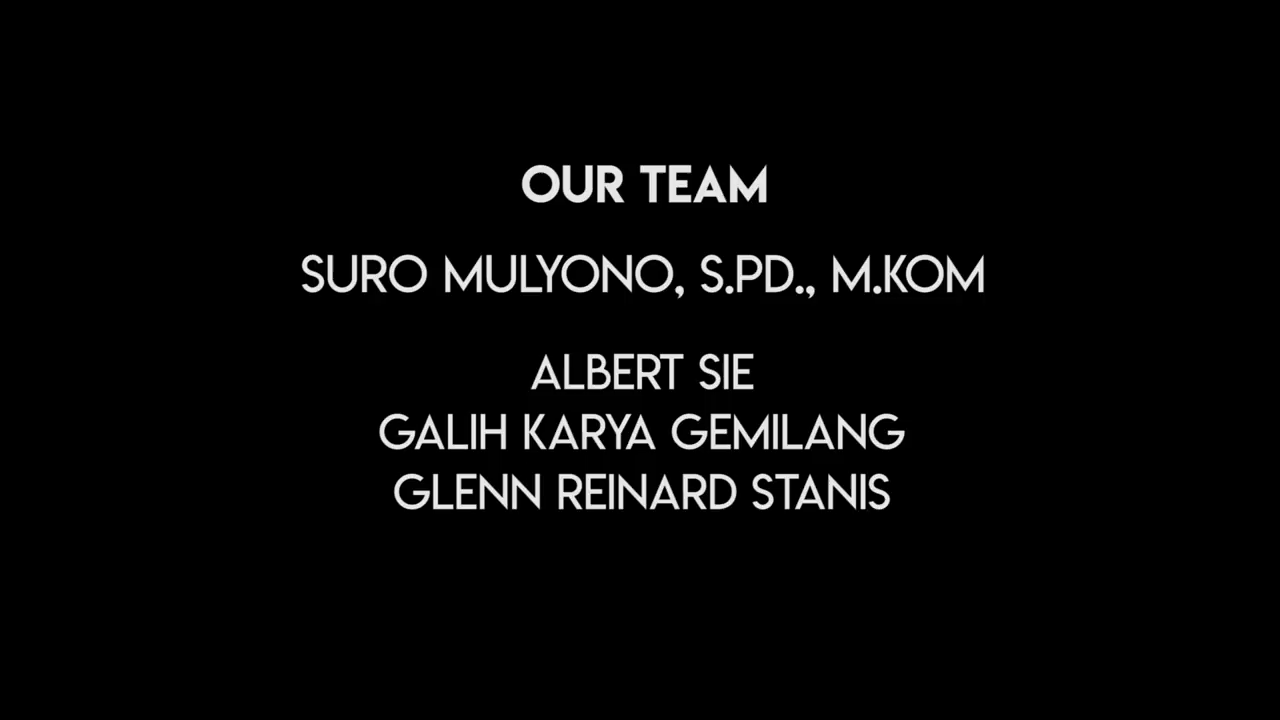 OUR TEAM
SURO MULYONO, S.PD., M.KOM
ALBERT SIE
GALIH KARYA GEMILANG
GLENN REINARD STANIS